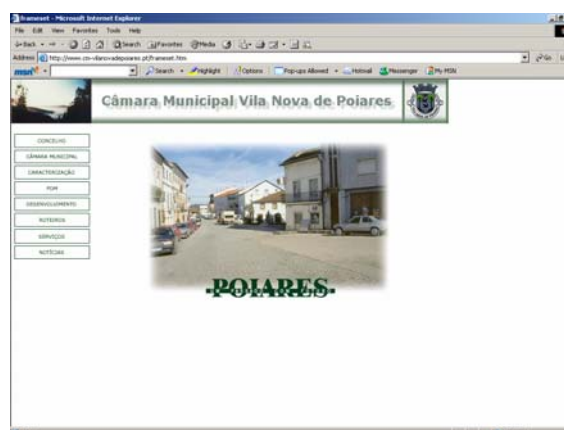 frameset - Microsoft Internet Explorer
File Edit View Favorites Tools Help
Back Search Favorites Media
Address http://www.cm-vilanovadepoiares.pt/frameset.htm Go
msn Search Highlight Options Pop-ups Allowed Hotmail Messenger My MSN
Câmara Municipal Vila Nova de Poiares
CONCELHO
CÂMARA MUNICIPAL
CARACTERIZAÇÃO
PDM
DESENVOLVIMENTO
ROTEIROS
SERVIÇOS
NOTÍCIAS
POIARES